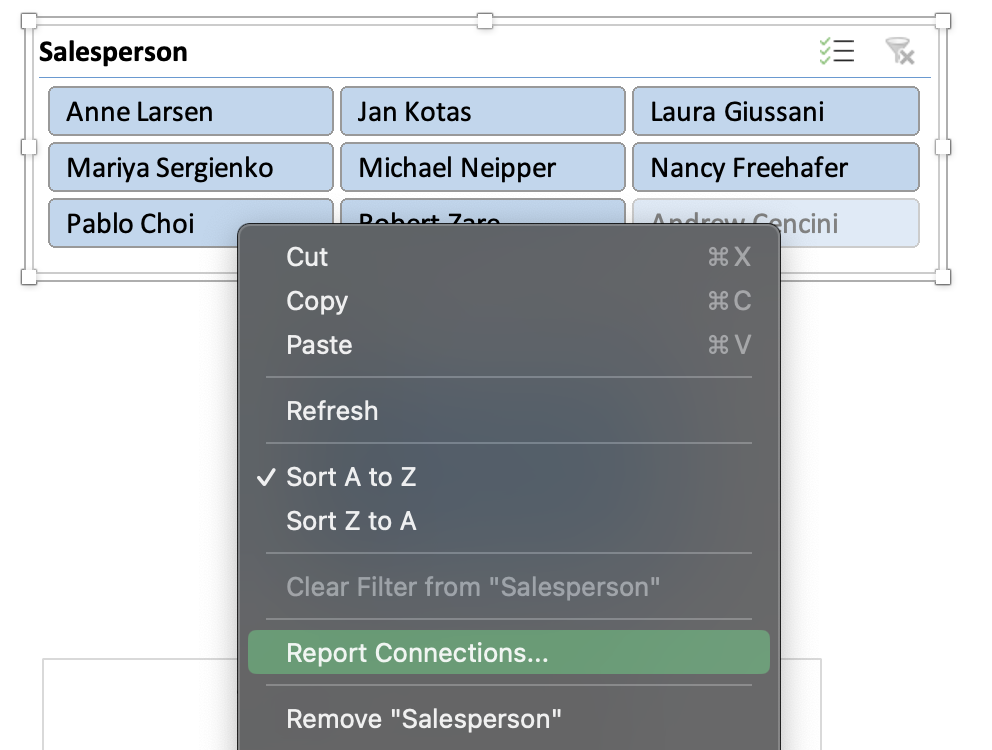 Salesperson
Anne Larsen Jan Kotas Laura Giussani
Mariya Sergienko Michael Neipper Nancy Freehafer
Pablo Choi Robert Zare Andrew Cencini
Cut ⌘X
Copy ⌘C
Paste ⌘V
Refresh
✓ Sort A to Z
Sort Z to A
Clear Filter from "Salesperson"
Report Connections...
Remove "Salesperson"